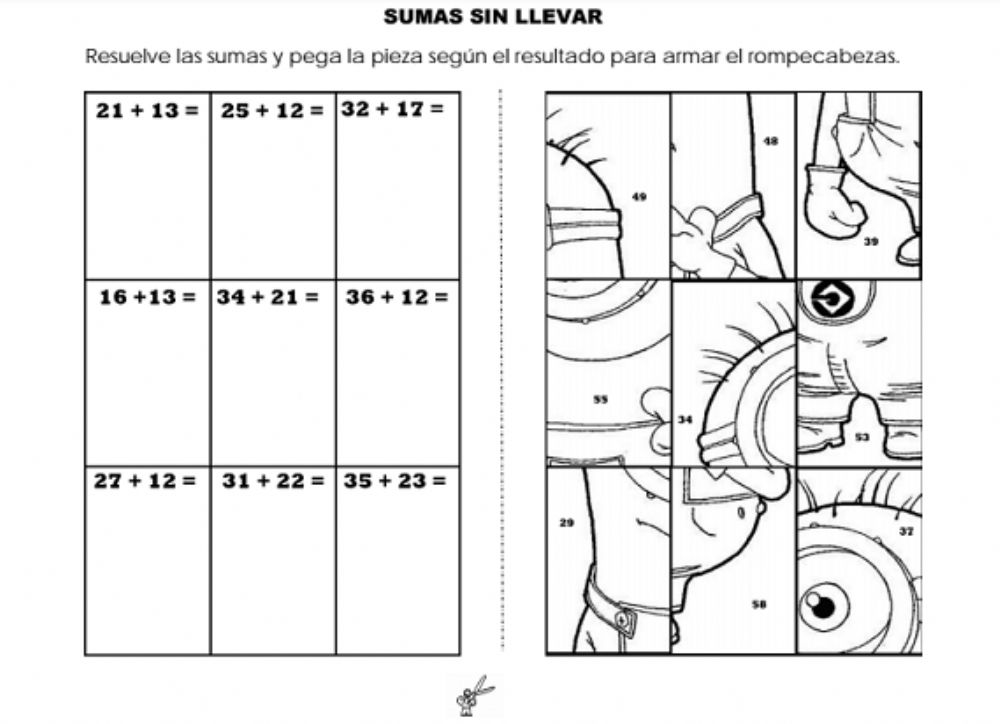 SUMAS SIN LLEVAR
Resuelve las sumas y pega la pieza según el resultado para armar el rompecabezas.
21 + 13 = 25 + 12 = 32 + 17 =
16 +13 = 34 + 21 = 36 + 12 =
27 + 12 = 31 + 22 = 35 + 23 =
49 48 39
55 34 53
29 58 37